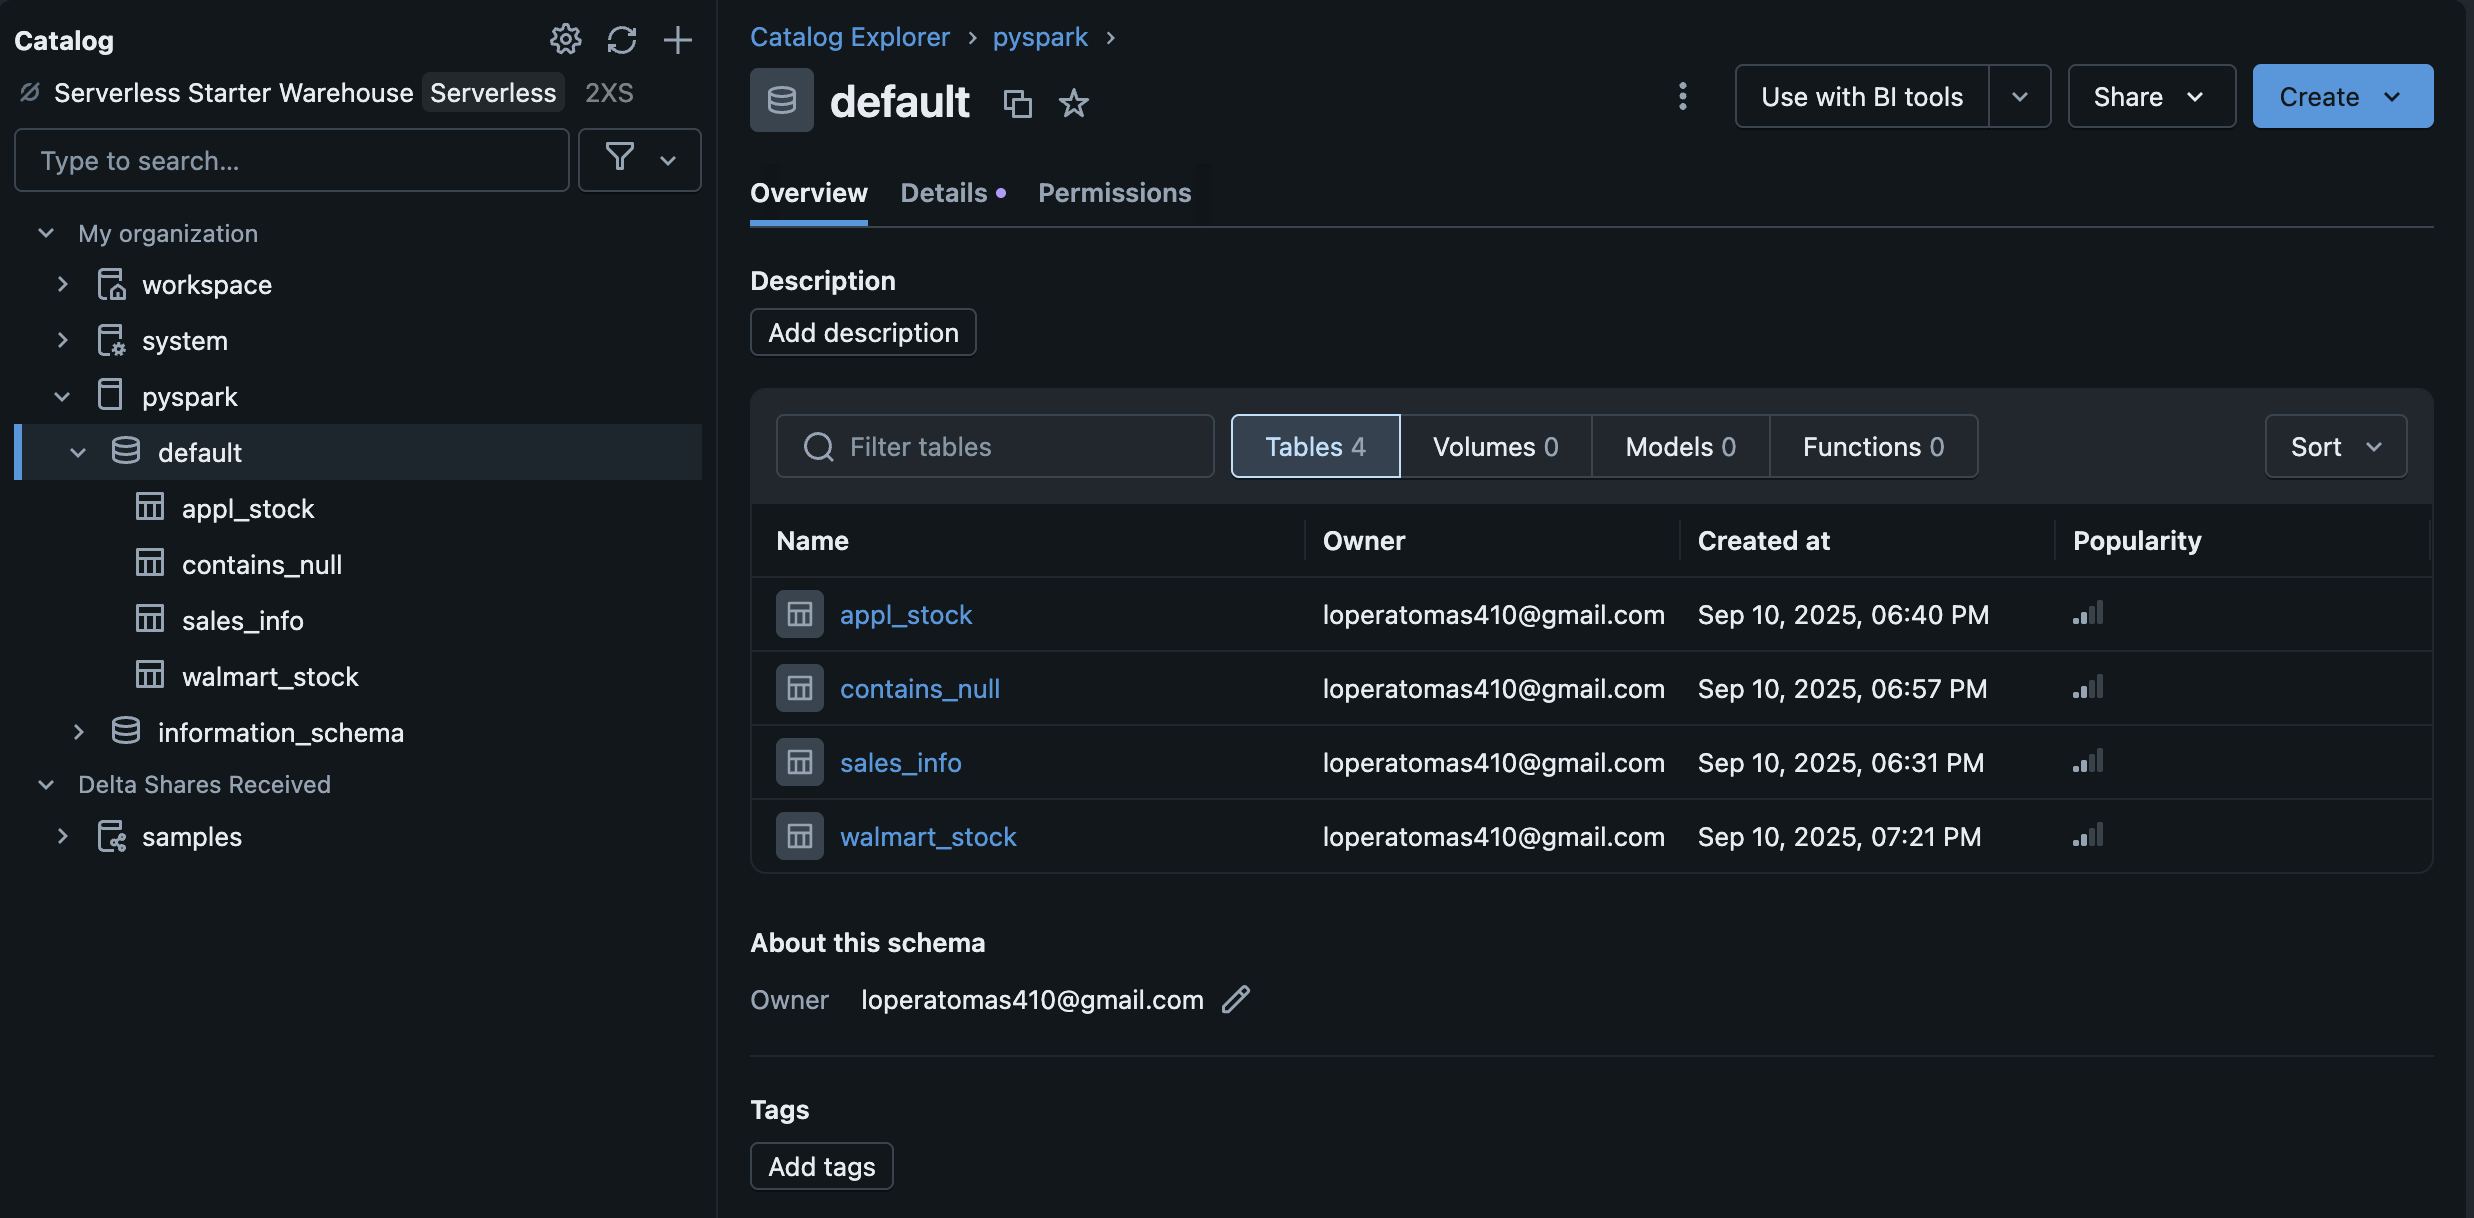 Catalog
Serverless Starter Warehouse Serverless 2XS
Type to search...
My organization
workspace
system
pyspark
default
appl_stock
contains_null
sales_info
walmart_stock
information_schema
Delta Shares Received
samples
Catalog Explorer > pyspark >
default
Use with BI tools
Share
Create
Overview Details Permissions
Description
Add description
Filter tables
Tables 4 Volumes 0 Models 0 Functions 0
Sort
Name Owner Created at Popularity
appl_stock loperatomas410@gmail.com Sep 10, 2025, 06:40 PM
contains_null loperatomas410@gmail.com Sep 10, 2025, 06:57 PM
sales_info loperatomas410@gmail.com Sep 10, 2025, 06:31 PM
walmart_stock loperatomas410@gmail.com Sep 10, 2025, 07:21 PM
About this schema
Owner loperatomas410@gmail.com
Tags
Add tags